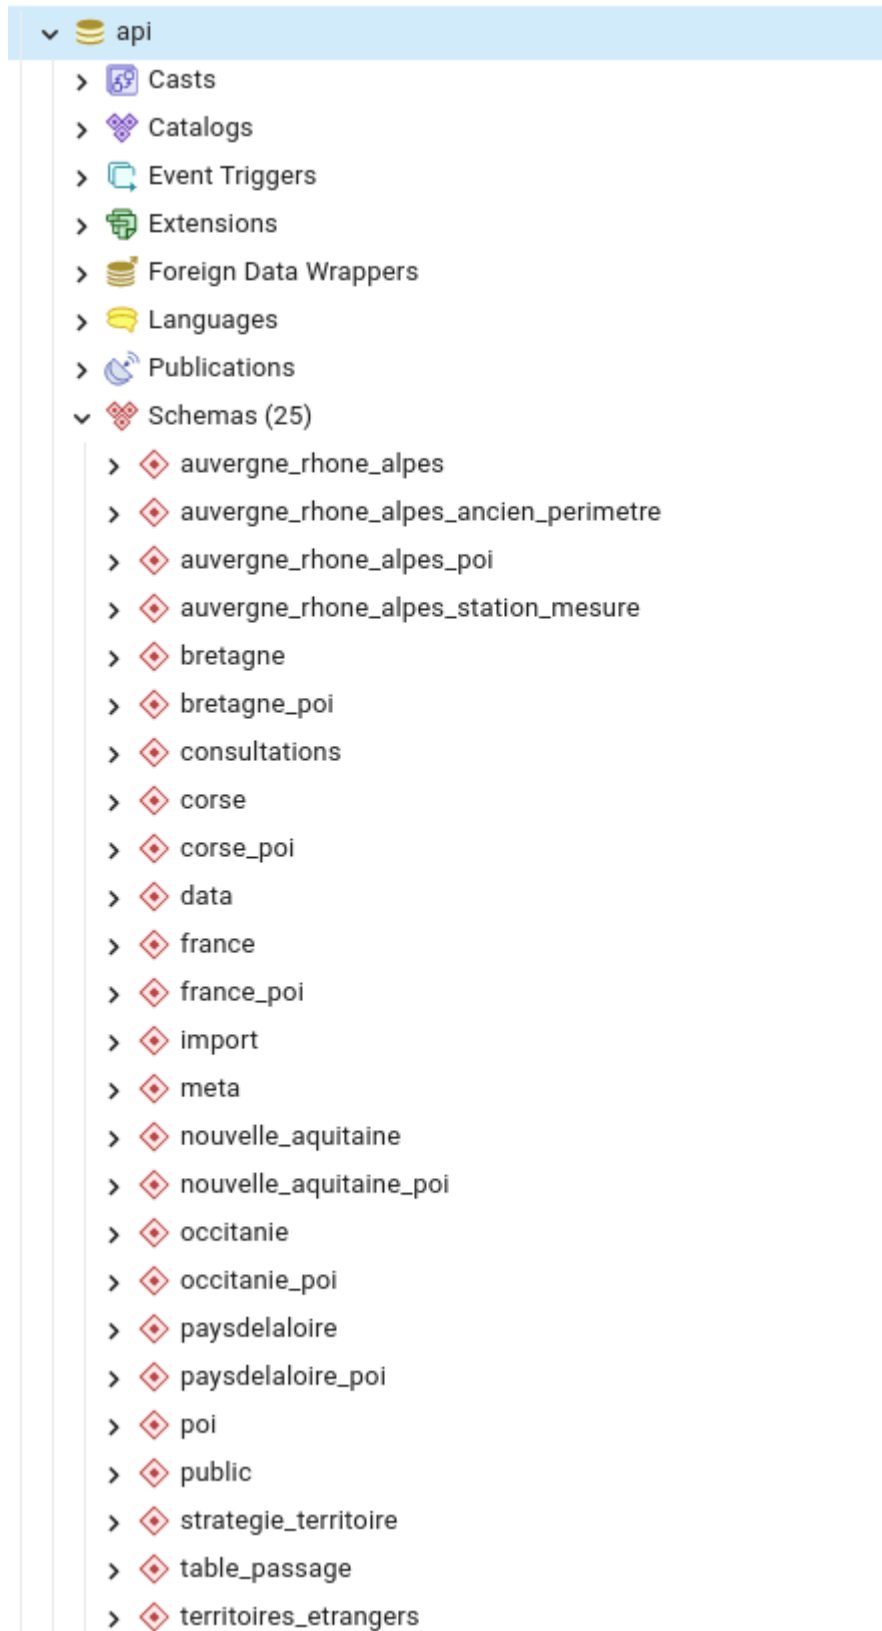 api
Casts
Catalogs
Event Triggers
Extensions
Foreign Data Wrappers
Languages
Publications
Schemas (25)
auvergne_rhone_alpes
auvergne_rhone_alpes_ancien_perimetre
auvergne_rhone_alpes_poi
auvergne_rhone_alpes_station_mesure
bretagne
bretagne_poi
consultations
corse
corse_poi
data
france
france_poi
import
meta
nouvelle_aquitaine
nouvelle_aquitaine_poi
occitanie
occitanie_poi
paysdelaloire
paysdelaloire_poi
poi
public
strategie_territoire
table_passage
territoires_etrangers